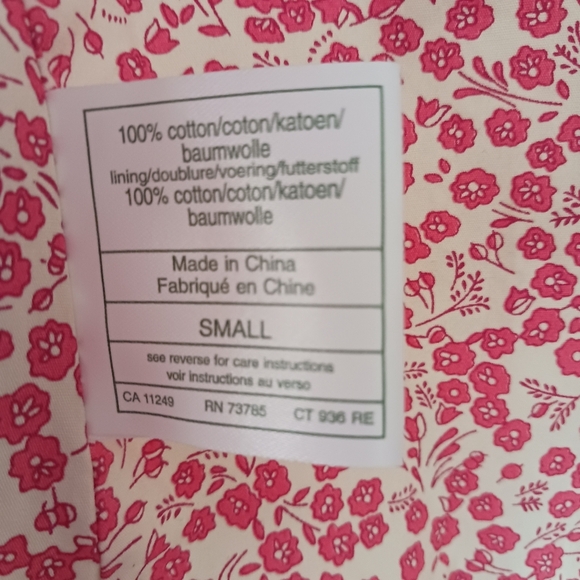 100% cotton/coton/katoen/
baumwolle
lining/doublure/voering/futterstoff
100% cotton/coton/katoen/
baumwolle
Made in China
Fabriqué en Chine
SMALL
see reverse for care instructions
voir instructions au verso
CA 11249 RN 73785 CT 936 RE